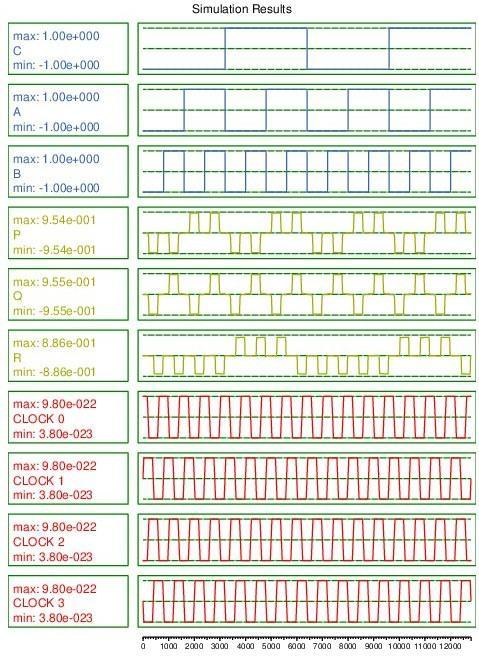 Simulation Results
max: 1.00e+000
C
min: -1.00e+000
max: 1.00e+000
A
min: -1.00e+000
max: 1.00e+000
B
min: -1.00e+000
max: 9.54e-001
P
min: -9.54e-001
max: 9.55e-001
Q
min: -9.55e-001
max: 8.86e-001
R
min: -8.86e-001
max: 9.80e-022
CLOCK 0
min: 3.80e-023
max: 9.80e-022
CLOCK 1
min: 3.80e-023
max: 9.80e-022
CLOCK 2
min: 3.80e-023
max: 9.80e-022
CLOCK 3
min: 3.80e-023
0 1000 2000 3000 4000 5000 6000 7000 8000 9000 10000 11000 12000